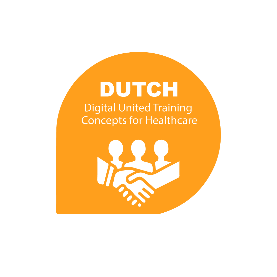 DUTCH
Digital United Training
Concepts for Healthcare